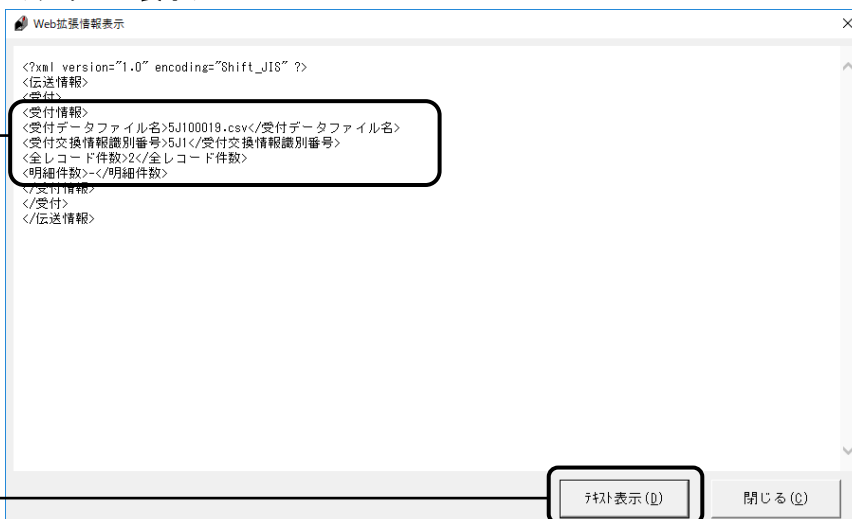 Web拡張情報表示
<?xml version="1.0" encoding="Shift_JIS" ?>
<伝送情報>
<受付>
<受付情報>
<受付データファイル名>5J100019.csv</受付データファイル名>
<受付交換情報識別番号>5J1</受付交換情報識別番号>
<全レコード件数>2</全レコード件数>
<明細件数>-</明細件数>
</受付情報>
</受付>
</伝送情報>
ﾃｷｽﾄ表示(D)
閉じる(C)